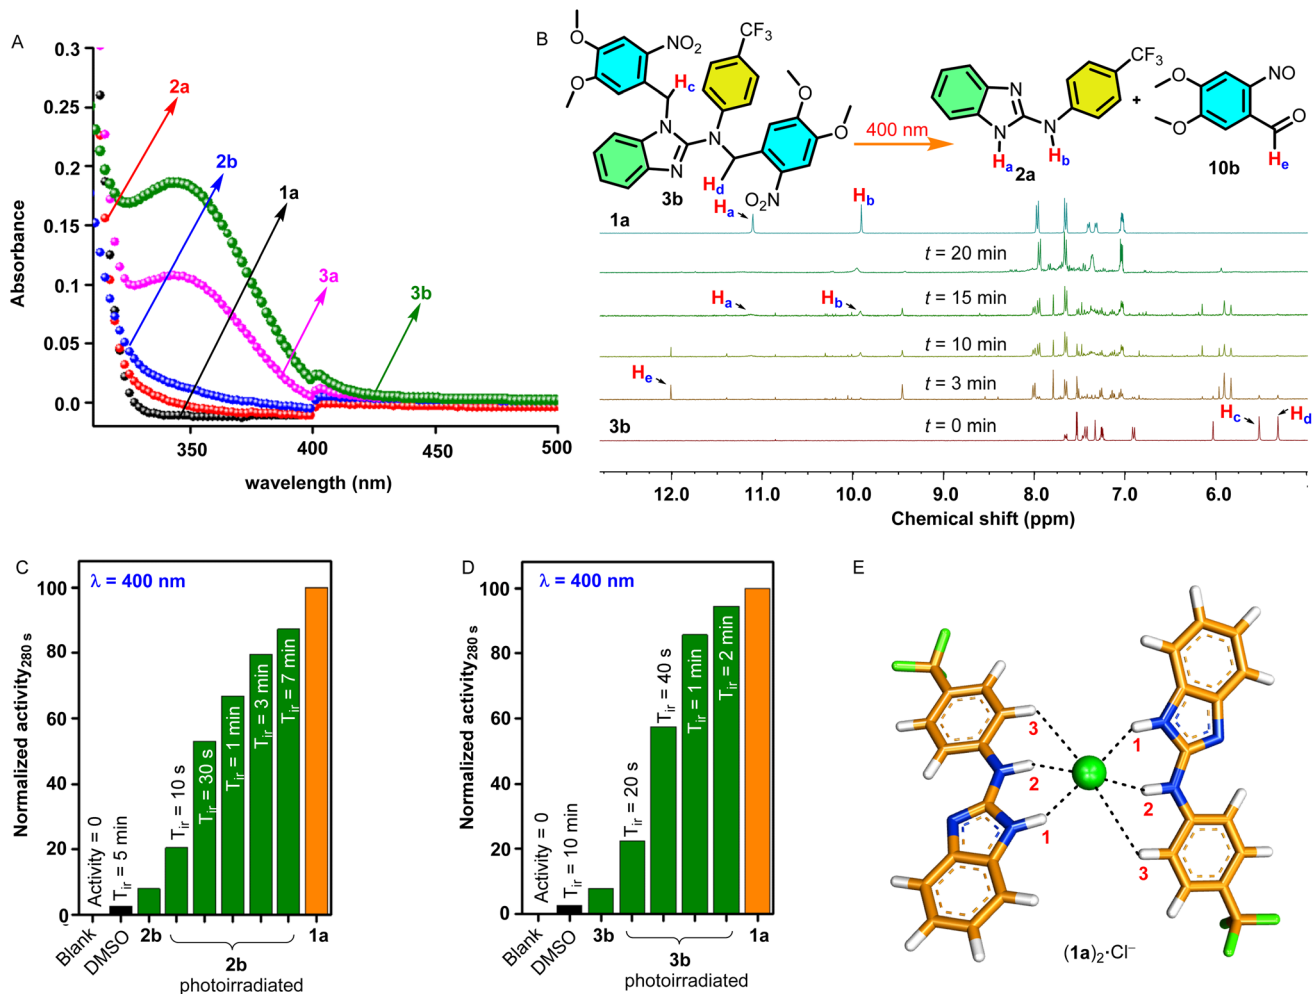 A
0.3
0.25
0.2
0.15
0.1
0.05
0.0
Absorbance
350
400
450
500
wavelength (nm)
2a
2b
1a
3a
3b
B
O
O
NO2
Hc
CF3
N
N
N
O
O
Hd
O2N
3b
400 nm
N
N
Ha
N
Hb
CF3
2a
+
O
O
NO
O
He
10b
1a
Ha
Hb
t = 20 min
t = 15 min
Ha
Hb
t = 10 min
t = 3 min
He
3b
t = 0 min
Hc
Hd
12.0
11.0
10.0
9.0
8.0
7.0
6.0
Chemical shift (ppm)
C
λ = 400 nm
Normalized activity280 s
100
80
60
40
20
0
Activity = 0
Tir = 5 min
Tir = 10 s
Tir = 30 s
Tir = 1 min
Tir = 3 min
Tir = 7 min
Blank
DMSO
2b
2b
photoirradiated
1a
D
λ = 400 nm
Normalized activity280 s
100
80
60
40
20
0
Activity = 0
Tir = 10 min
Tir = 20 s
Tir = 40 s
Tir = 1 min
Tir = 2 min
Blank
DMSO
3b
3b
photoirradiated
1a
E
3
2
1
1
2
3
(1a)2·Cl–